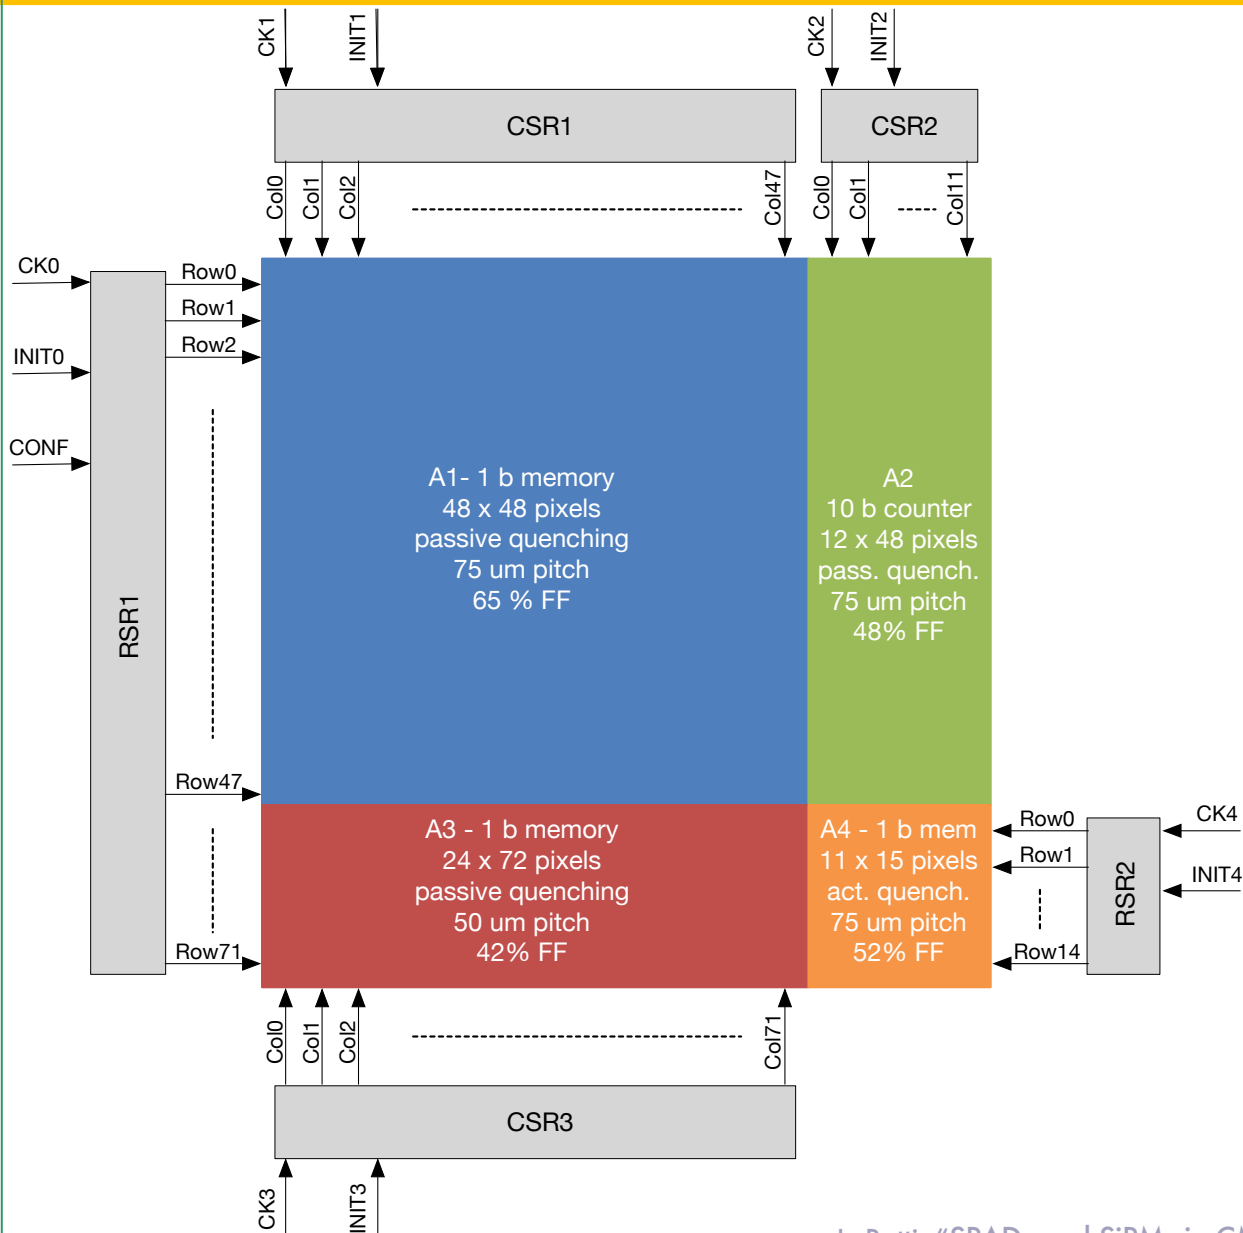 CK1
INIT1
CK2
INIT2
CSR1
CSR2
Col0
Col1
Col2
Col47
Col0
Col1
Col11
CK0
INIT0
CONF
RSR1
Row0
Row1
Row2
Row47
Row71
A1- 1 b memory
48 x 48 pixels
passive quenching
75 um pitch
65 % FF
A2
10 b counter
12 x 48 pixels
pass. quench.
75 um pitch
48% FF
A3 - 1 b memory
24 x 72 pixels
passive quenching
50 um pitch
42% FF
A4 - 1 b mem
11 x 15 pixels
act. quench.
75 um pitch
52% FF
Row0
Row1
Row14
RSR2
CK4
INIT4
Col0
Col1
Col2
Col71
CSR3
CK3
INIT3
"SPADs and SiPMs in